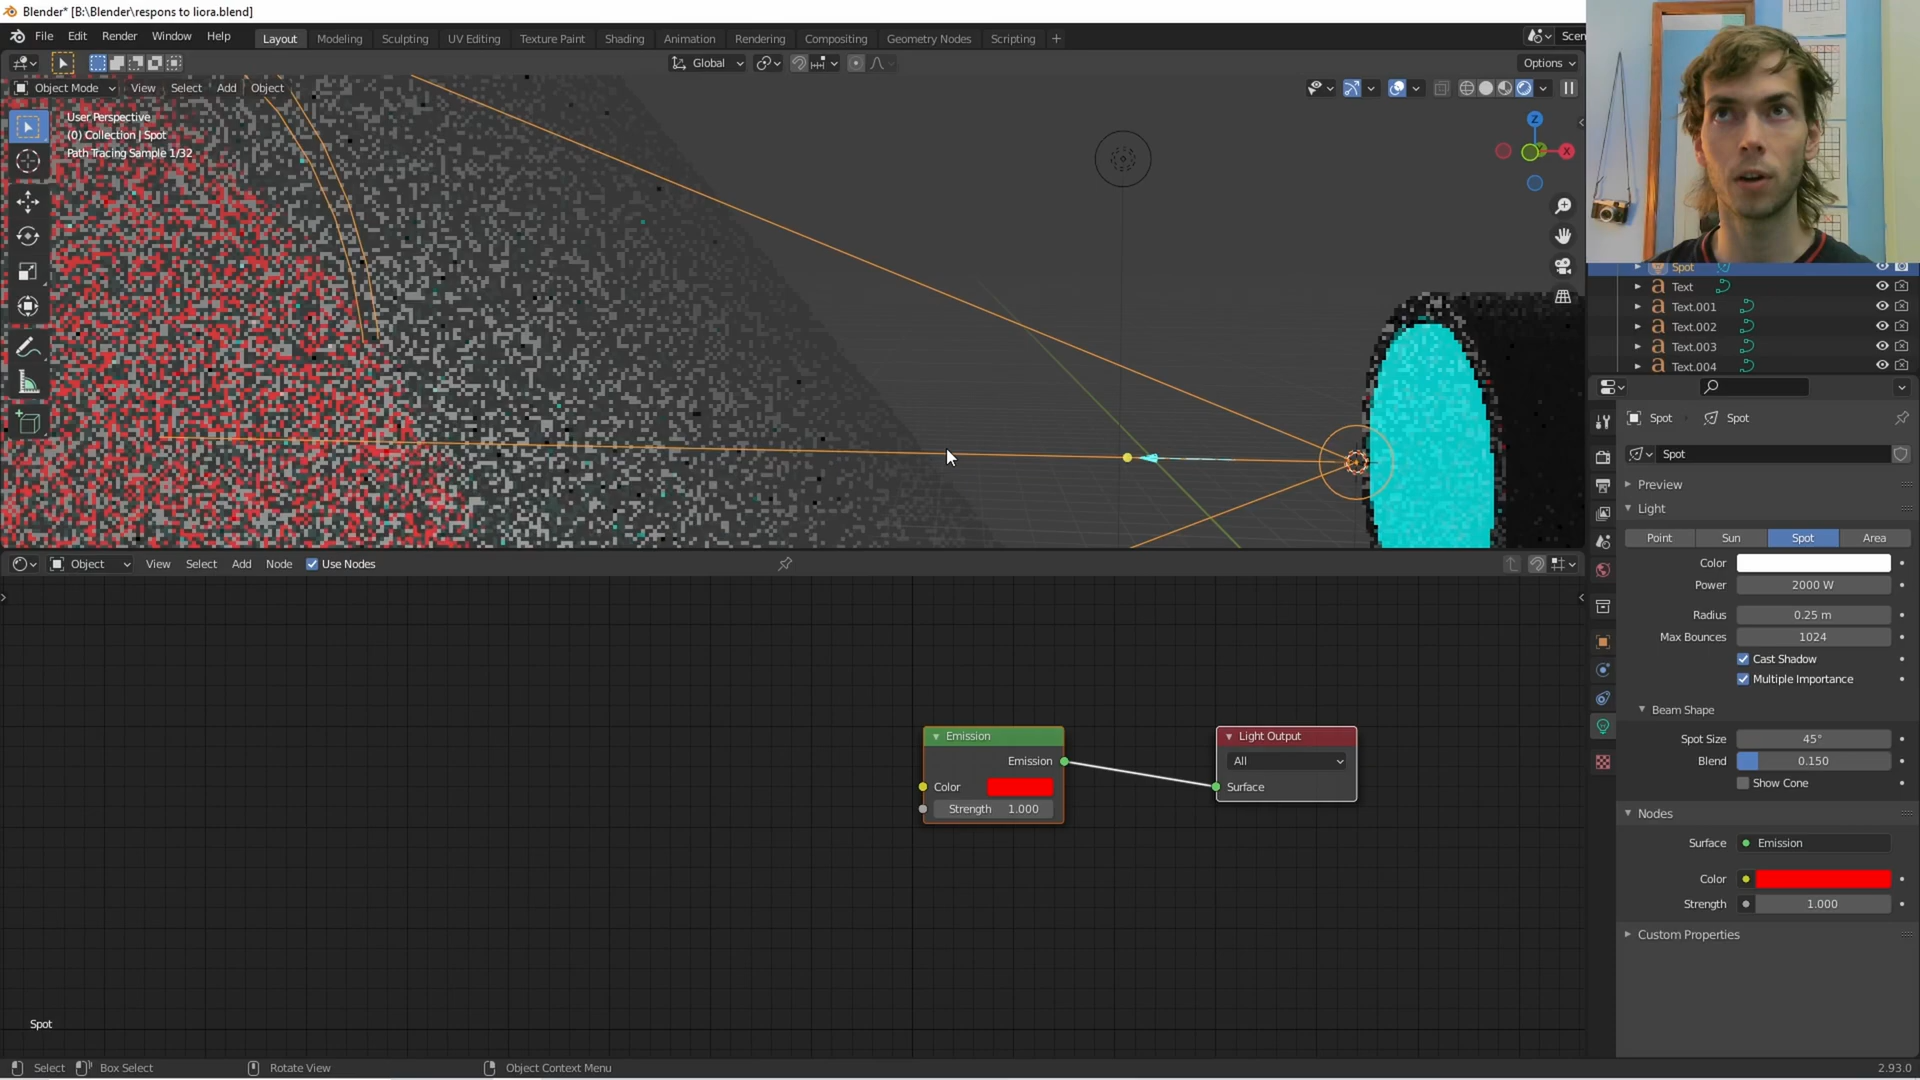 Blender* [B:\Blender\respons to liora.blend]
File Edit Render Window Help Layout Modeling Sculpting UV Editing Texture Paint Shading Animation Rendering Compositing Geometry Nodes Scripting + Scen
Global Options
Object Mode View Select Add Object
User Perspective
(0) Collection | Spot
Path Tracing Sample 1/32
Z
X
Spot
Text
Text.001
Text.002
Text.003
Text.004
Spot Spot
Spot
Preview
Light
Point Sun Spot Area
Color
Power 2000 W
Radius 0.25 m
Max Bounces 1024
Cast Shadow
Multiple Importance
Beam Shape
Spot Size 45°
Blend 0.150
Show Cone
Nodes
Surface Emission
Color
Strength 1.000
Custom Properties
Object View Select Add Node Use Nodes
Emission
Emission
Color
Strength 1.000
Light Output
All
Surface
Spot
Select Box Select Rotate View Object Context Menu 2.93.0